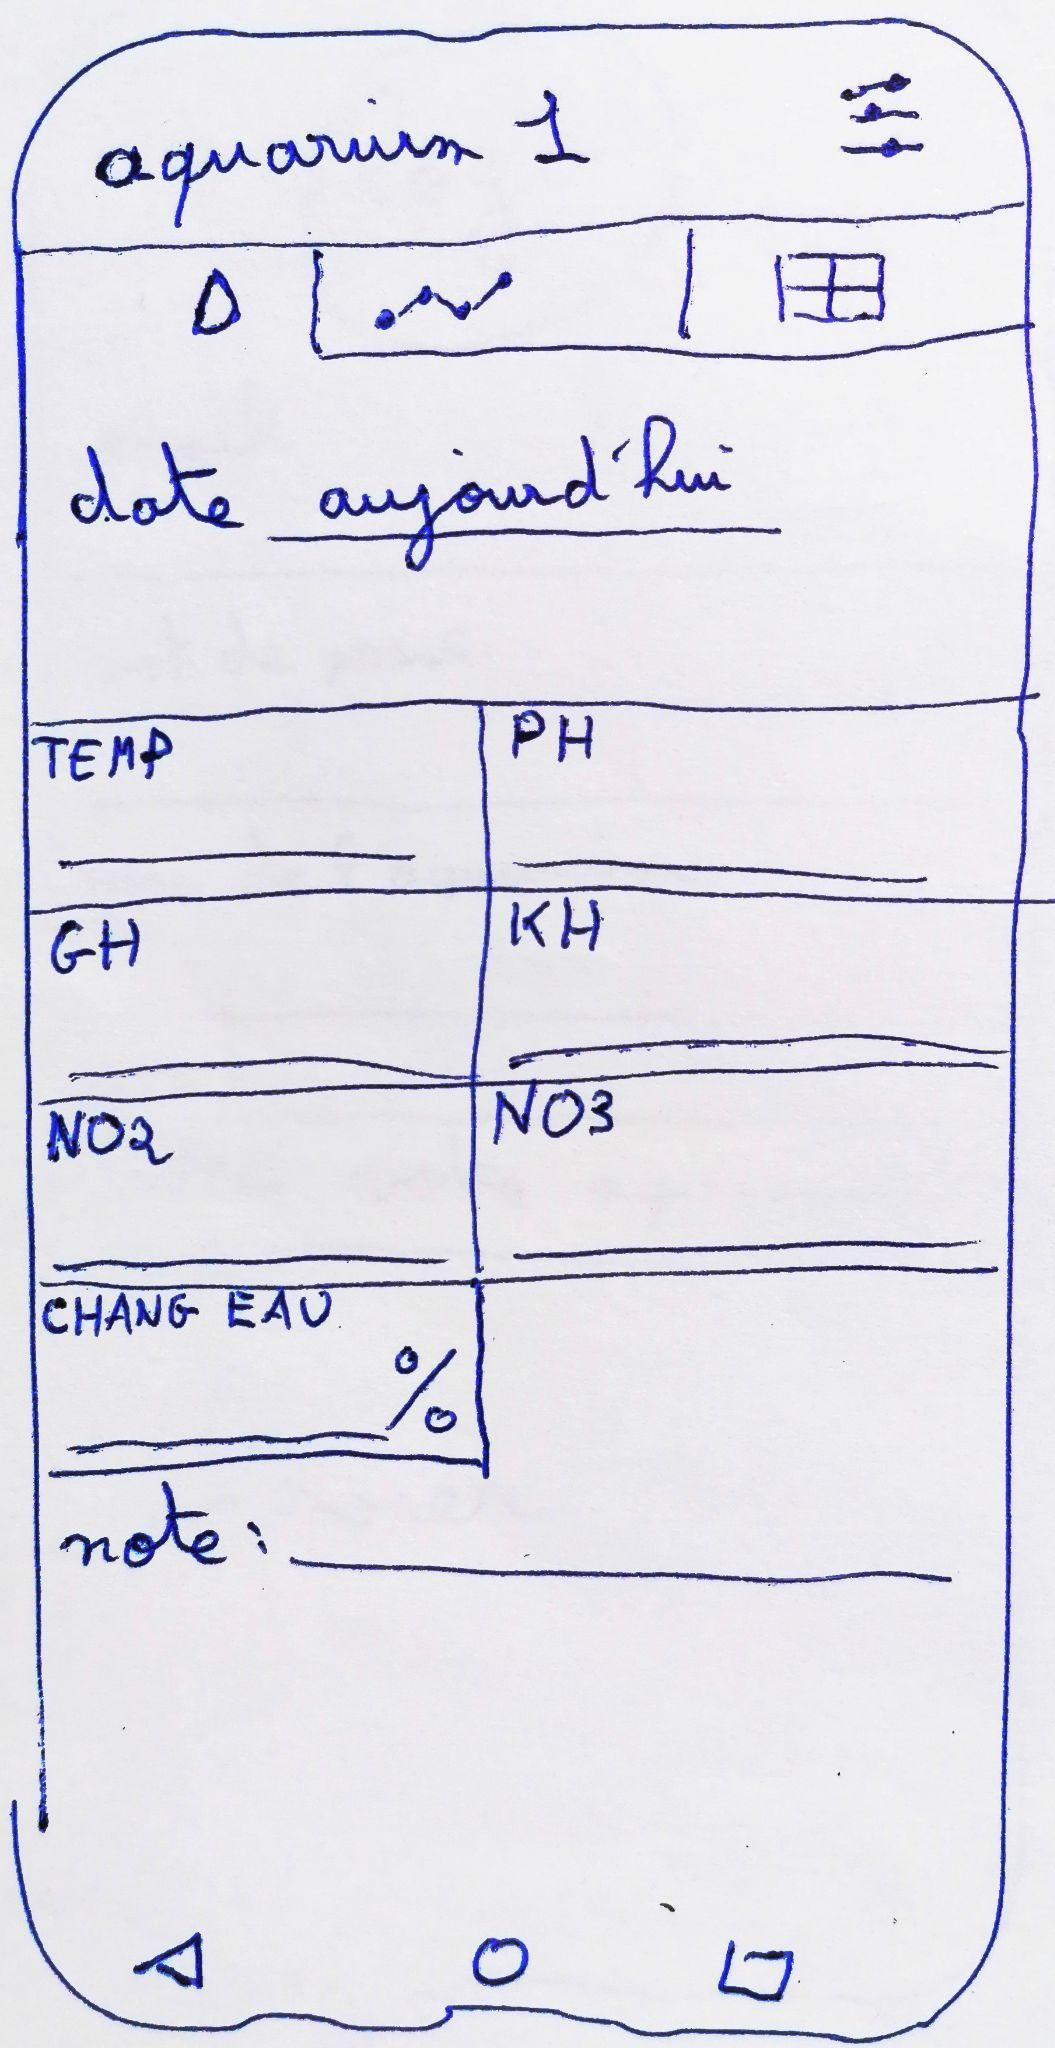 aquarium 1
date aujourd'hui
TEMP PH
GH KH
NO2 NO3
CHANG EAU
%
note: